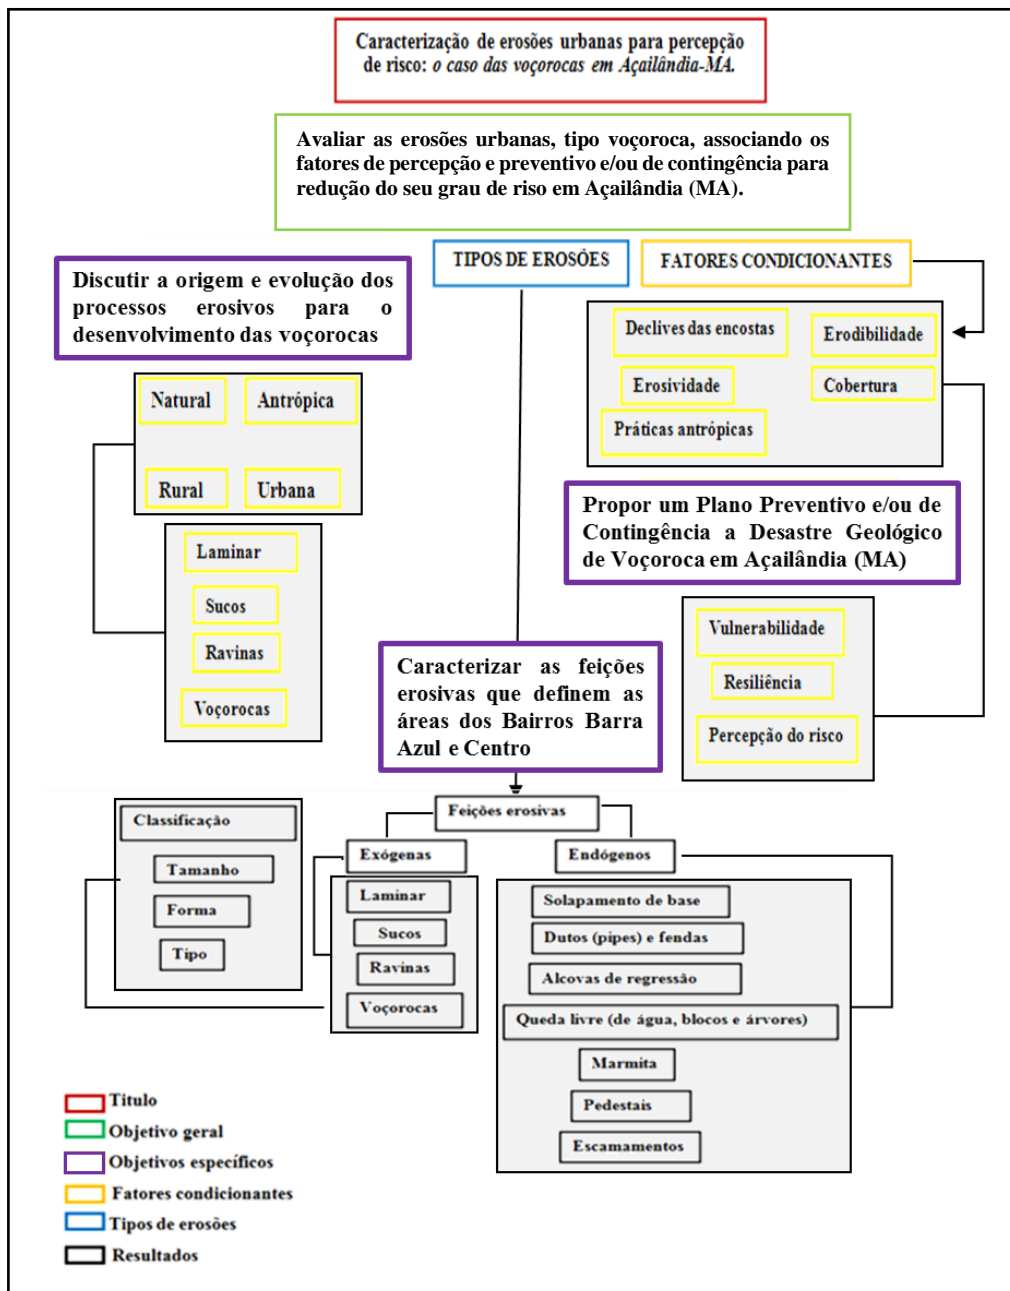 Caracterização de erosões urbanas para percepção
de risco: o caso das voçorocas em Açailândia-MA.
Avaliar as erosões urbanas, tipo voçoroca, associando os
fatores de percepção e preventivo e/ou de contingência para
redução do seu grau de riso em Açailândia (MA).
TIPOS DE EROSÓES
FATORES CONDICIONANTES
Discutir a origem e evolução dos
processos erosivos para o
desenvolvimento das voçorocas
Natural
Antrópica
Rural
Urbana
Laminar
Sucos
Ravinas
Voçorocas
Declives das encostas
Erodibilidade
Erosividade
Cobertura
Práticas antrópicas
Propor um Plano Preventivo e/ou de
Contingência a Desastre Geológico
de Voçoroca em Açailândia (MA)
Vulnerabilidade
Resiliência
Percepção do risco
Caracterizar as feições
erosivas que definem as
áreas dos Bairros Barra
Azul e Centro
Feições erosivas
Classificação
Tamanho
Forma
Tipo
Exógenas
Laminar
Sucos
Ravinas
Voçorocas
Endógenos
Solapamento de base
Dutos (pipes) e fendas
Alcovas de regressão
Queda livre (de água, blocos e árvores)
Marmita
Pedestais
Escamamentos
Titulo
Objetivo geral
Objetivos específicos
Fatores condicionantes
Tipos de erosões
Resultados